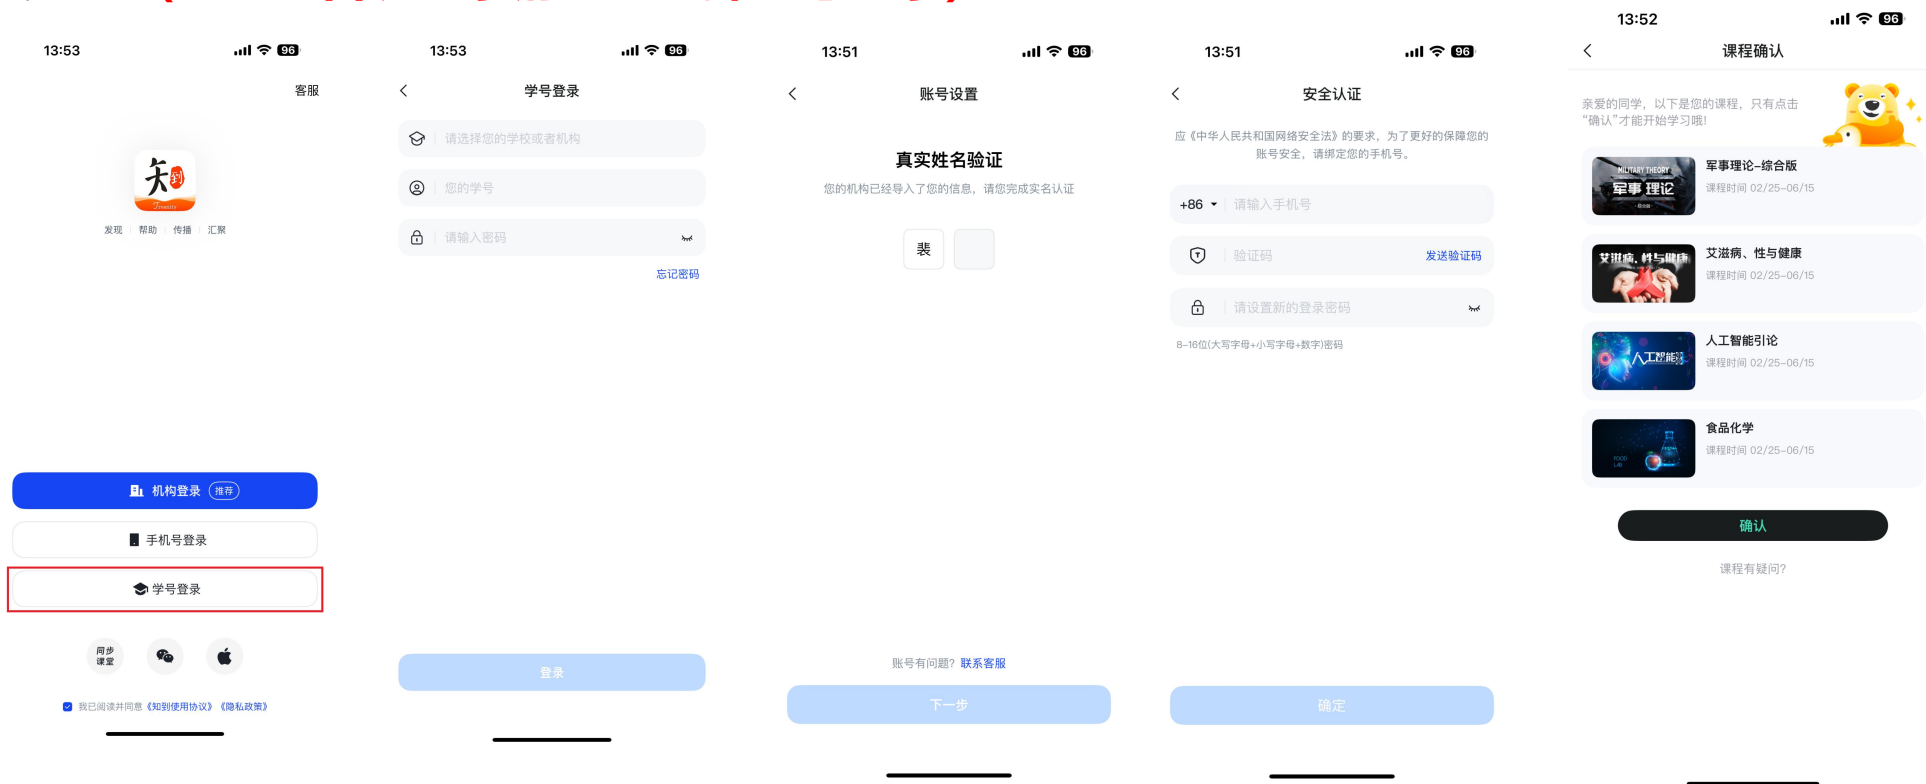 13:53
96
客服
知到
Treenity
发现 帮助 传播 汇聚
机构登录 推荐
手机号登录
学号登录
同步
课堂
我已阅读并同意《知到使用协议》《隐私政策》
13:53
96
学号登录
请选择您的学校或者机构
您的学号
请输入密码
忘记密码
登录
13:51
96
账号设置
真实姓名验证
您的机构已经导入了您的信息，请您完成实名认证
裴
账号有问题？联系客服
下一步
13:51
96
安全认证
应《中华人民共和国网络安全法》的要求，为了更好的保障您的
账号安全，请绑定您的手机号。
+86 请输入手机号
验证码 发送验证码
请设置新的登录密码
8-16位(大写字母+小写字母+数字)密码
确定
13:52
96
课程确认
亲爱的同学，以下是您的课程，只有点击
“确认”才能开始学习哦!
MILITARY THEORY
军事 理论
军事理论-综合版
课程时间 02/25-06/15
艾滋病、性与健康
艾滋病、性与健康
课程时间 02/25-06/15
人工智能
人工智能引论
课程时间 02/25-06/15
FOOD
LAB
食品化学
课程时间 02/25-06/15
确认
课程有疑问?